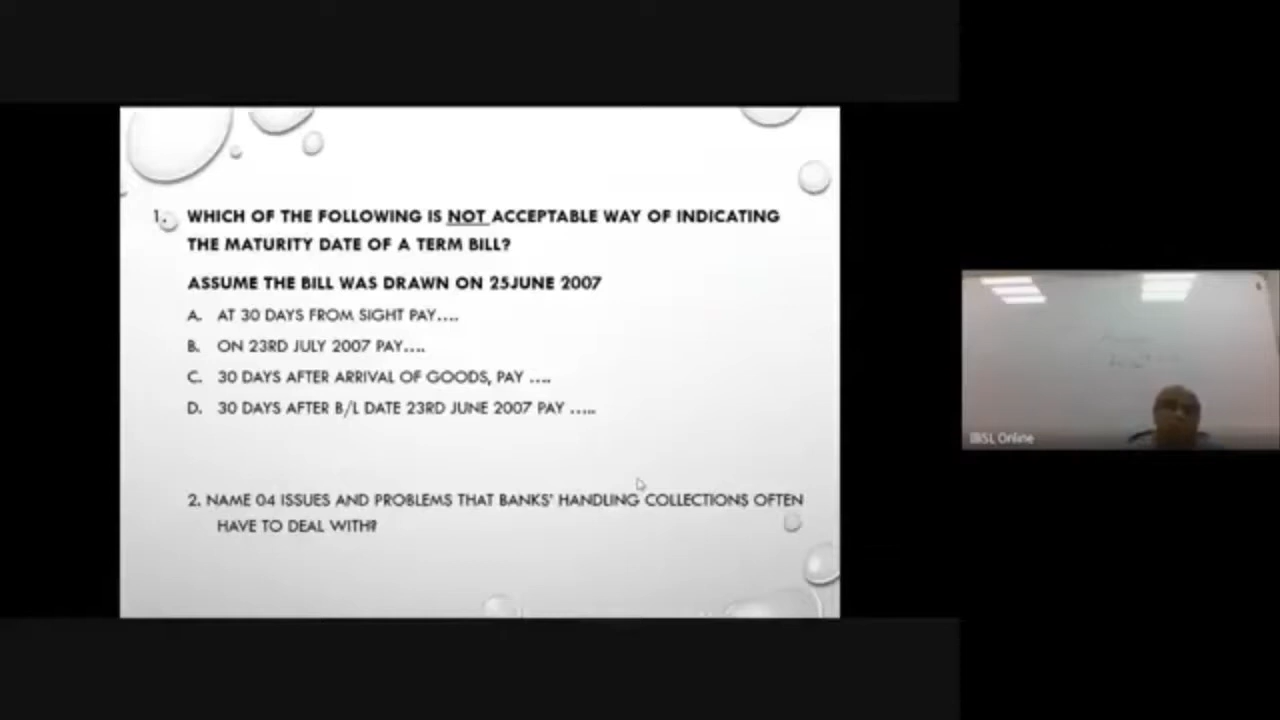 1. WHICH OF THE FOLLOWING IS NOT ACCEPTABLE WAY OF INDICATING
THE MATURITY DATE OF A TERM BILL?
ASSUME THE BILL WAS DRAWN ON 25JUNE 2007
A. AT 30 DAYS FROM SIGHT PAY....
B. ON 23RD JULY 2007 PAY....
C. 30 DAYS AFTER ARRIVAL OF GOODS, PAY ....
D. 30 DAYS AFTER B/L DATE 23RD JUNE 2007 PAY .....
2. NAME 04 ISSUES AND PROBLEMS THAT BANKS' HANDLING COLLECTIONS OFTEN
HAVE TO DEAL WITH?
IBSL Online